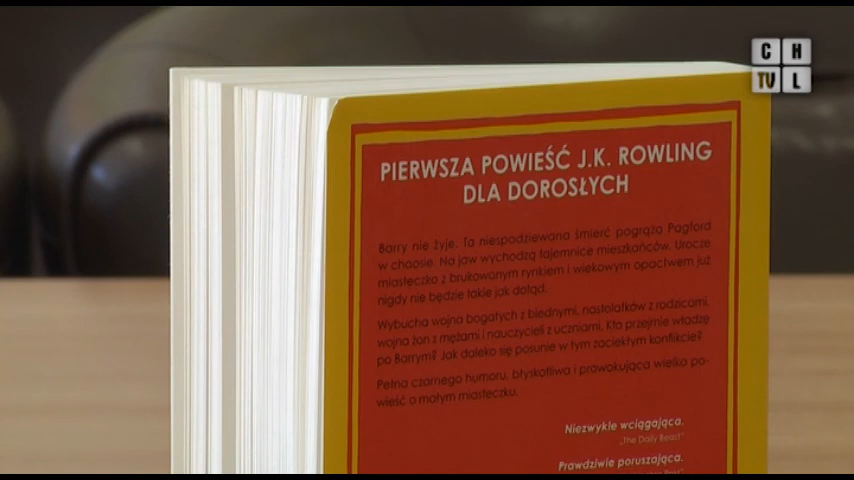 C H
TV L
PIERWSZA POWIEŚĆ J.K. ROWLING
DLA DOROSŁYCH
Barry nie żyje. Ta niespodziewana śmierć pogrąża Pagford
w chaosie. Na jaw wychodzą tajemnice mieszkańców. Urocze
miasteczko z brukowanym rynkiem i wiekowym opactwem już
nigdy nie będzie takie jak dotąd.
Wybucha wojna bogatych z biednymi, nastolatków z rodzicami,
wojna żon z mężami i nauczycieli z uczniami. Kto przejmie władzę
po Barrym? Jak daleko się posunie w tym zaciekłym konflikcie?
Pełna czarnego humoru, błyskotliwa i prowokująca wielka po-
wieść o małym miasteczku.
Niezwykle wciągająca.
„The Daily Beast"
Prawdziwie poruszająca.